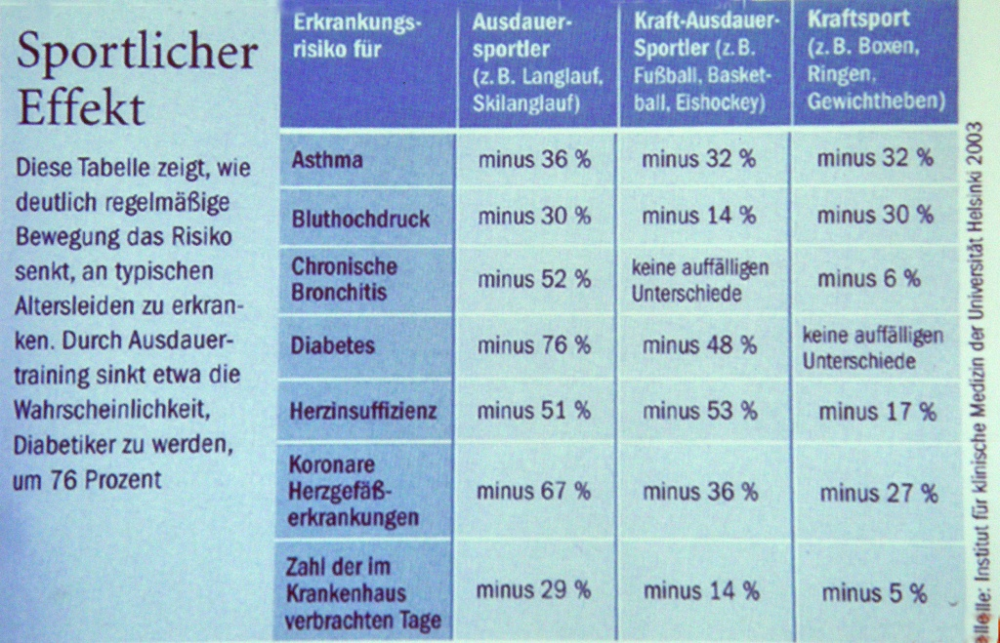 Sportlicher
Effekt
Diese Tabelle zeigt, wie
deutlich regelmäßige
Bewegung das Risiko
senkt, an typischen
Altersleiden zu erkran-
ken. Durch Ausdauer-
training sinkt etwa die
Wahrscheinlichkeit,
Diabetiker zu werden,
um 76 Prozent
Erkrankungs-
risiko für
Ausdauer-
sportler
(z. B. Langlauf,
Skilanglauf)
Kraft-Ausdauer-
Sportler (z. B.
Fußball, Basket-
ball, Eishockey)
Kraftsport
(z. B. Boxen,
Ringen,
Gewichtheben)
Asthma
minus 36 %
minus 32 %
minus 32 %
Bluthochdruck
minus 30 %
minus 14 %
minus 30 %
Chronische
Bronchitis
minus 52 %
keine auffälligen
Unterschiede
minus 6 %
Diabetes
minus 76 %
minus 48 %
keine auffälligen
Unterschiede
Herzinsuffizienz
minus 51 %
minus 53 %
minus 17 %
Koronare
Herzgefäß-
erkrankungen
minus 67 %
minus 36 %
minus 27 %
Zahl der im
Krankenhaus
verbrachten Tage
minus 29 %
minus 14 %
minus 5 %
Institut für klinische Medizin der Universität Helsinki 2003